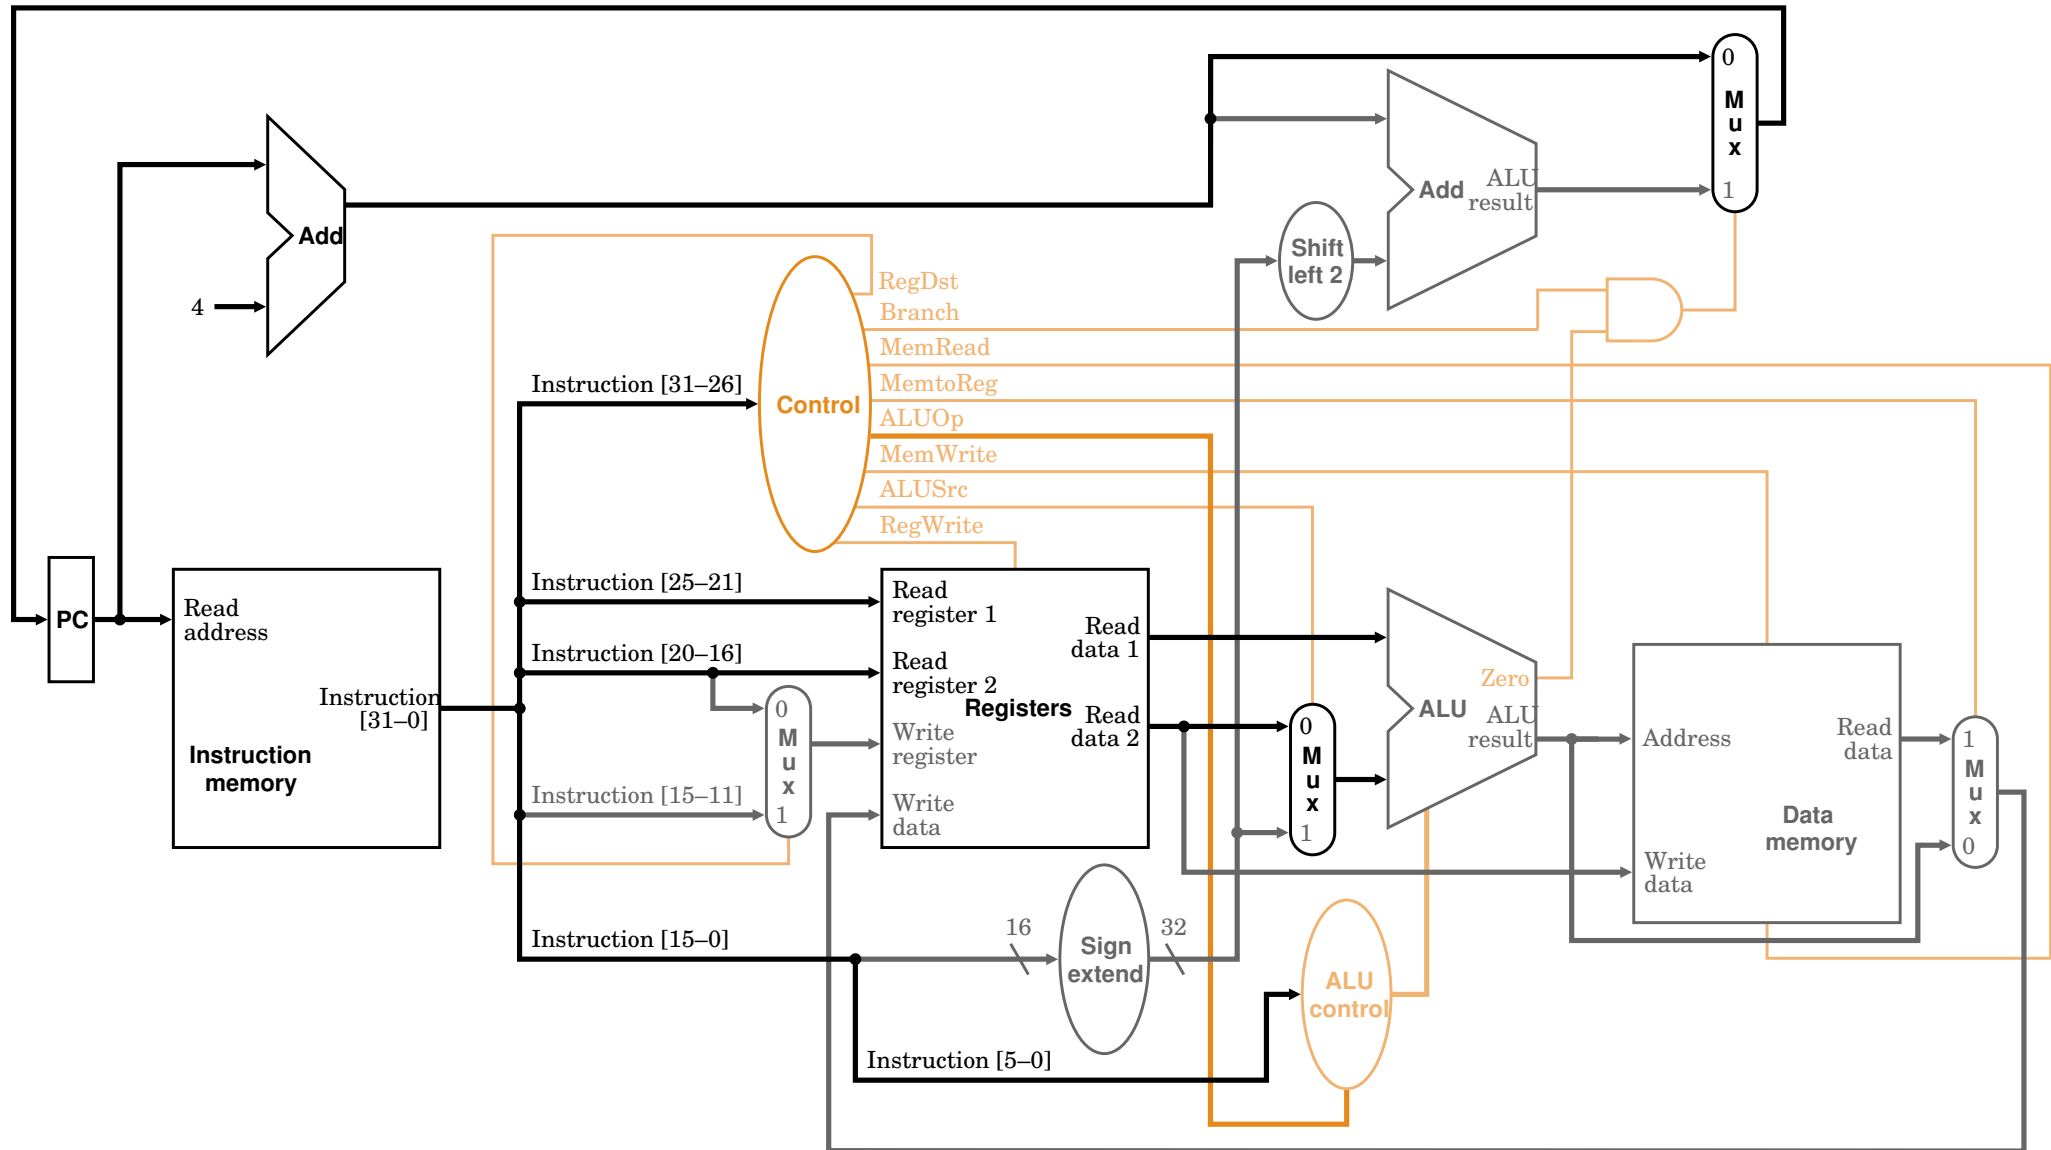 0
M
u
x
1
Add
ALU
result
Shift
left 2
Add
4
RegDst
Branch
MemRead
MemtoReg
ALUOp
MemWrite
ALUSrc
RegWrite
Control
Instruction [31–26]
Instruction [25–21]
Instruction [20–16]
Instruction [15–11]
Instruction [15–0]
Instruction [5–0]
PC
Read
address
Instruction
[31–0]
Instruction
memory
0
M
u
x
1
Read
register 1
Read
register 2
Write
register
Write
data
Registers
Read
data 1
Read
data 2
0
M
u
x
1
Zero
ALU
ALU
result
Address
Read
data
Data
memory
Write
data
1
M
u
x
0
16
Sign
extend
32
ALU
control